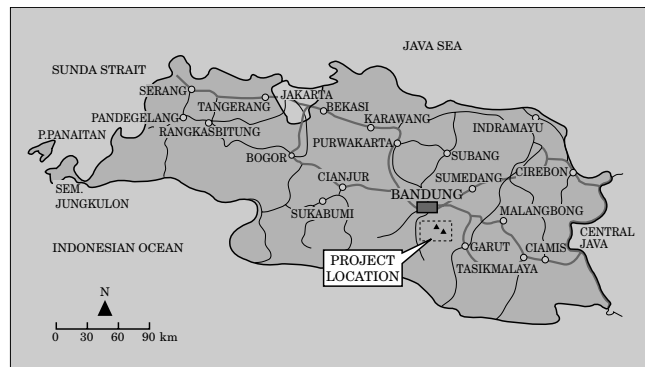 JAVA SEA
SUNDA STRAIT
SERANG
JAKARTA
TANGERANG
BEKASI
PANDEGELANG
KARAWANG
INDRAMAYU
P.PANAITAN
RANGKASBITUNG
PURWAKARTA
BOGOR
SUBANG
CIANJUR
SUMEDANG
CIREBON
SEM.
JUNGKULON
BANDUNG
SUKABUMI
MALANGBONG
CENTRAL
JAVA
INDONESIAN OCEAN
GARUT
CIAMIS
PROJECT
LOCATION
TASIKMALAYA
N
0 30 60 90 km